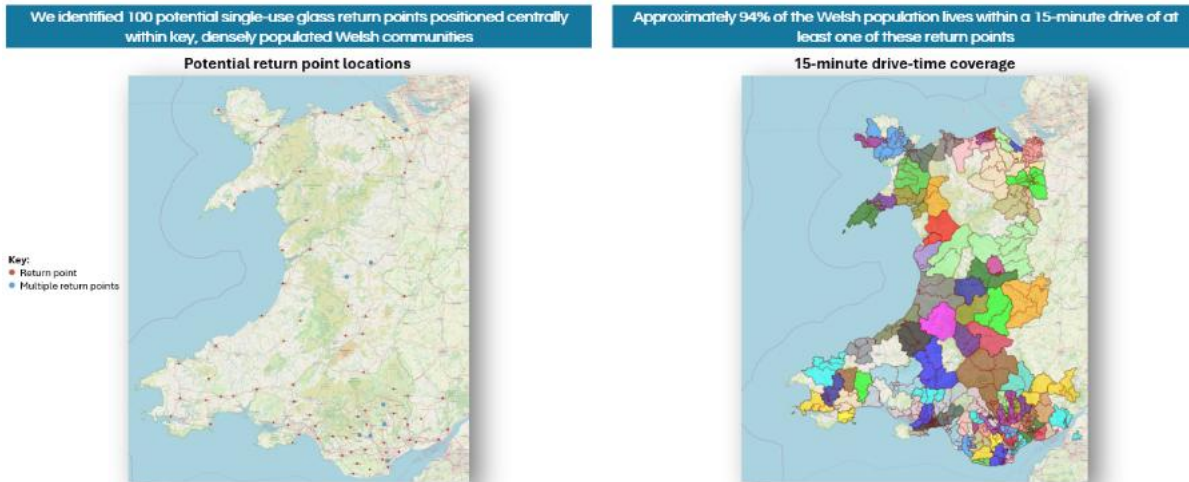 We identified 100 potential single-use glass return points positioned centrally
within key, densely populated Welsh communities
Potential return point locations
Key:
Return point
Multiple return points
Approximately 94% of the Welsh population lives within a 15-minute drive of at
least one of these return points
15-minute drive-time coverage